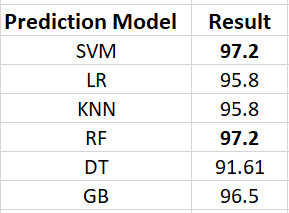 Prediction Model Result
SVM 97.2
LR 95.8
KNN 95.8
RF 97.2
DT 91.61
GB 96.5